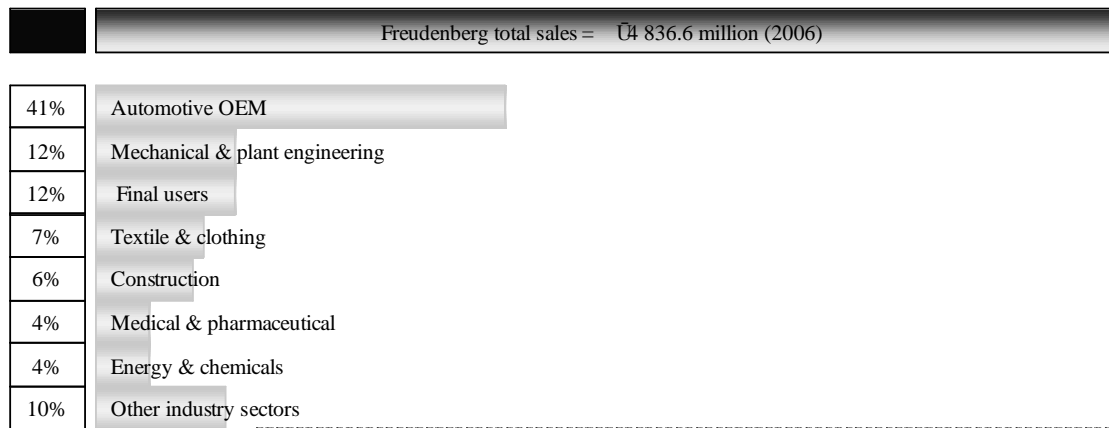 Freudenberg total sales = Ū4 836.6 million (2006)
41% Automotive OEM
12% Mechanical & plant engineering
12% Final users
7% Textile & clothing
6% Construction
4% Medical & pharmaceutical
4% Energy & chemicals
10% Other industry sectors